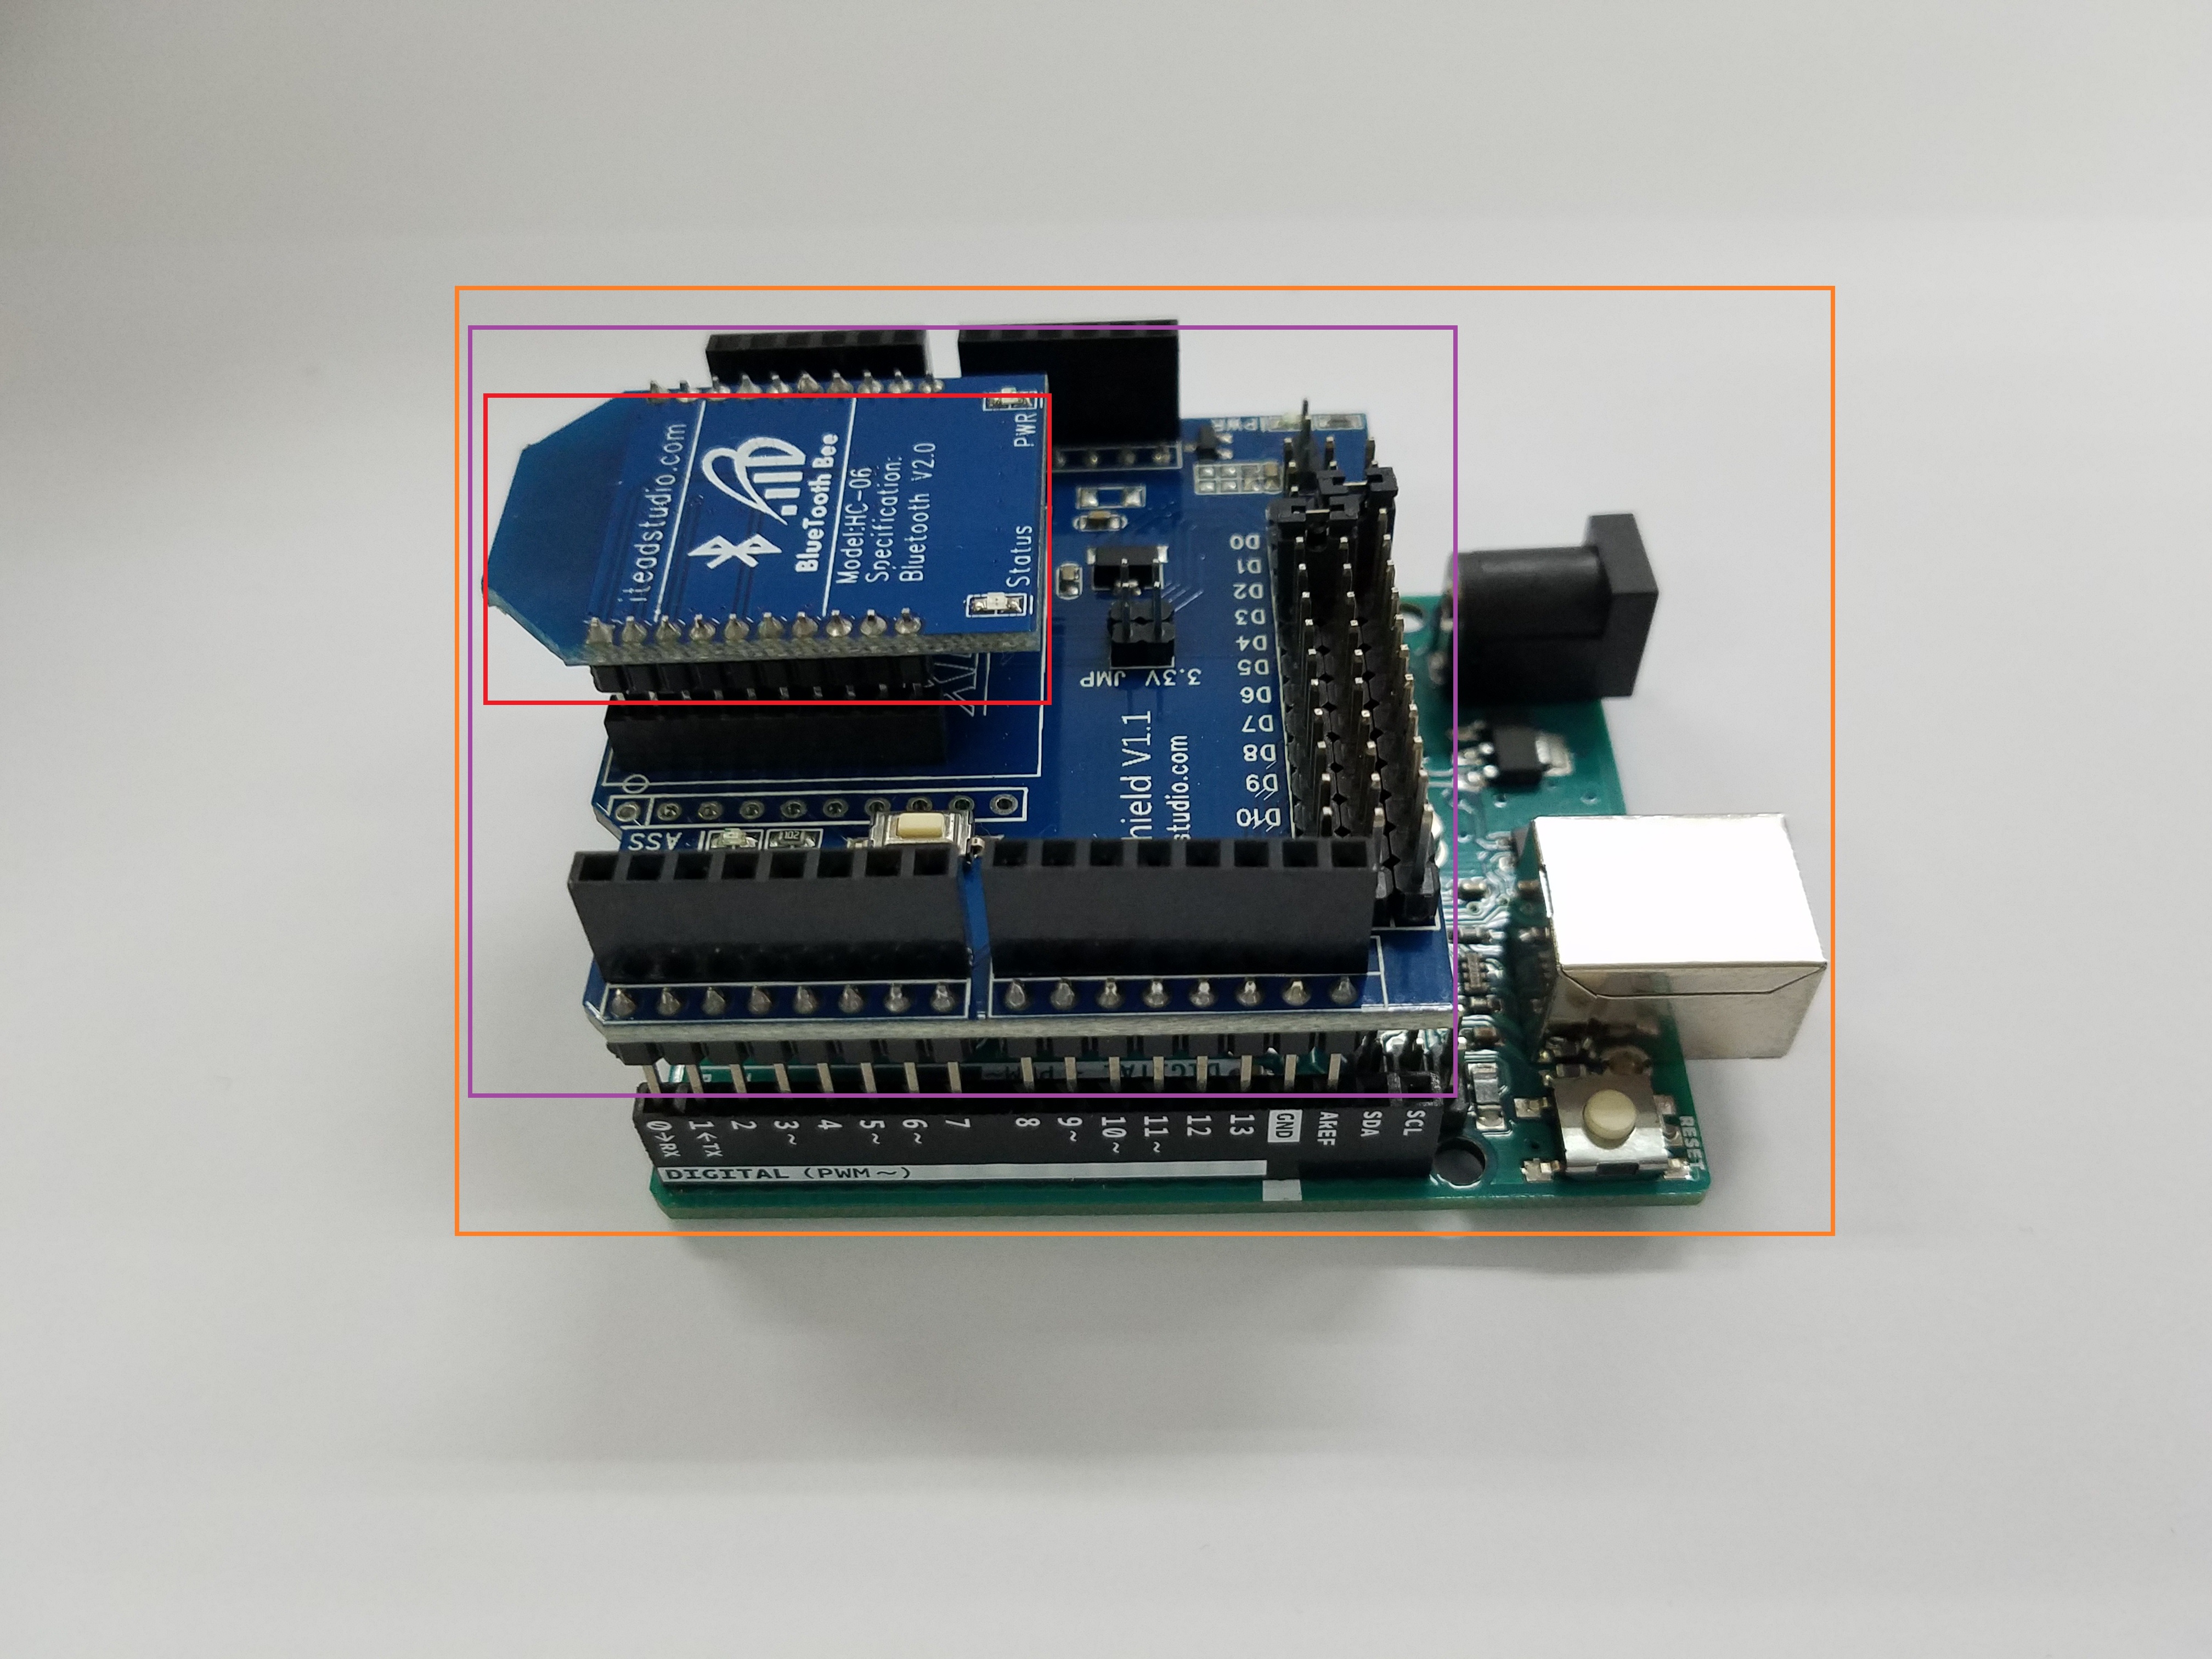 iteadstudio.com
BlueTooth Bee
Model:HC-06
Specification:
Bluetooth V2.0
PWR
Status
PWR
D0
D1
D2
D3
D4
D5
D6
D7
D8
D9
D10
3.3V JMP
hield V1.1
studio.com
ASS
102
DIGITAL
0→RX
1←TX
2
3~
4
5~
6~
7
8
9~
10~
11~
12
13
GND
AREF
SDA
SCL
DIGITAL (PWM~)
RESET